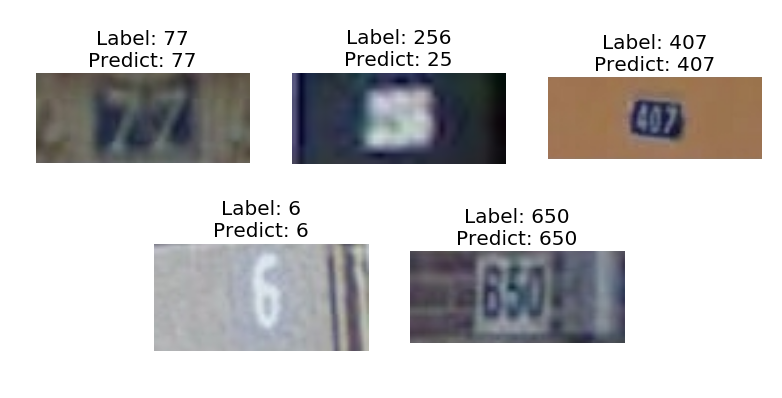 Label: 77
Predict: 77
Label: 256
Predict: 25
Label: 407
Predict: 407
77
407
Label: 6
Predict: 6
Label: 650
Predict: 650
6
650